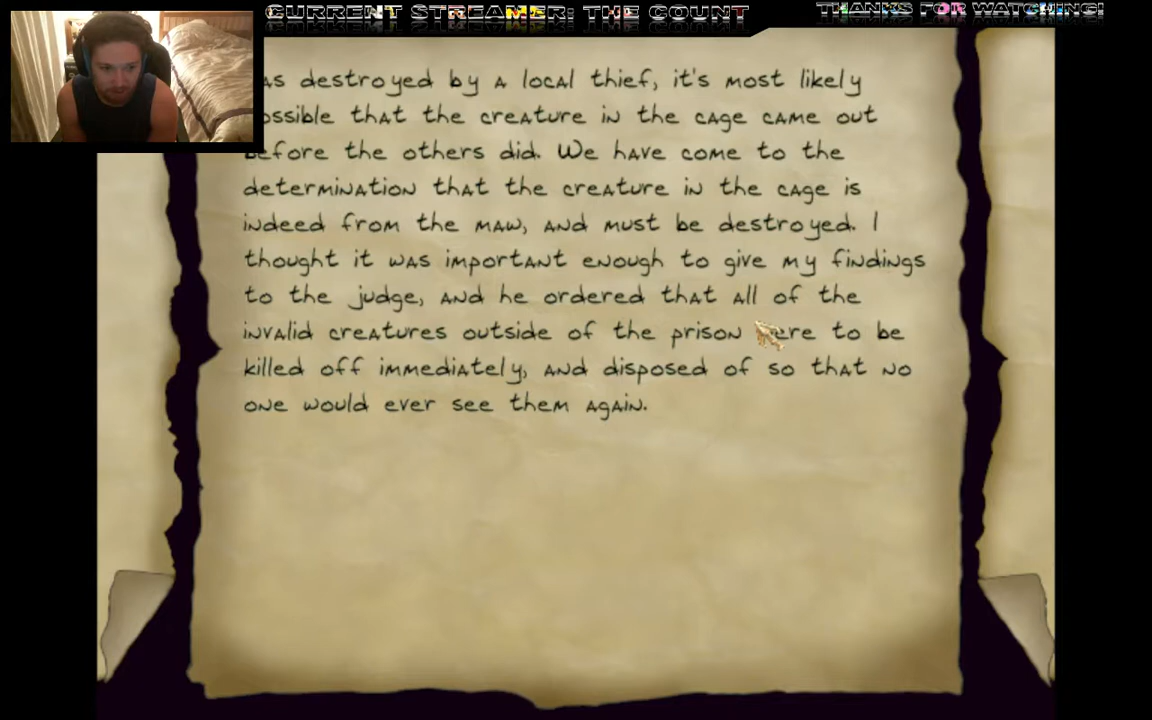 CURRENT STREAMER: THE COUNT
THANKS FOR WATCHING!
destroyed by a local thief, it's most likely
that the creature in the cage came out
before the others did. We have come to the
determination that the creature in the cage is
indeed from the maw, and must be destroyed. I
thought it was important enough to give my findings
to the judge, and he ordered that all of the
invalid creatures outside of the prison were to be
killed off immediately, and disposed of so that no
one would ever see them again.